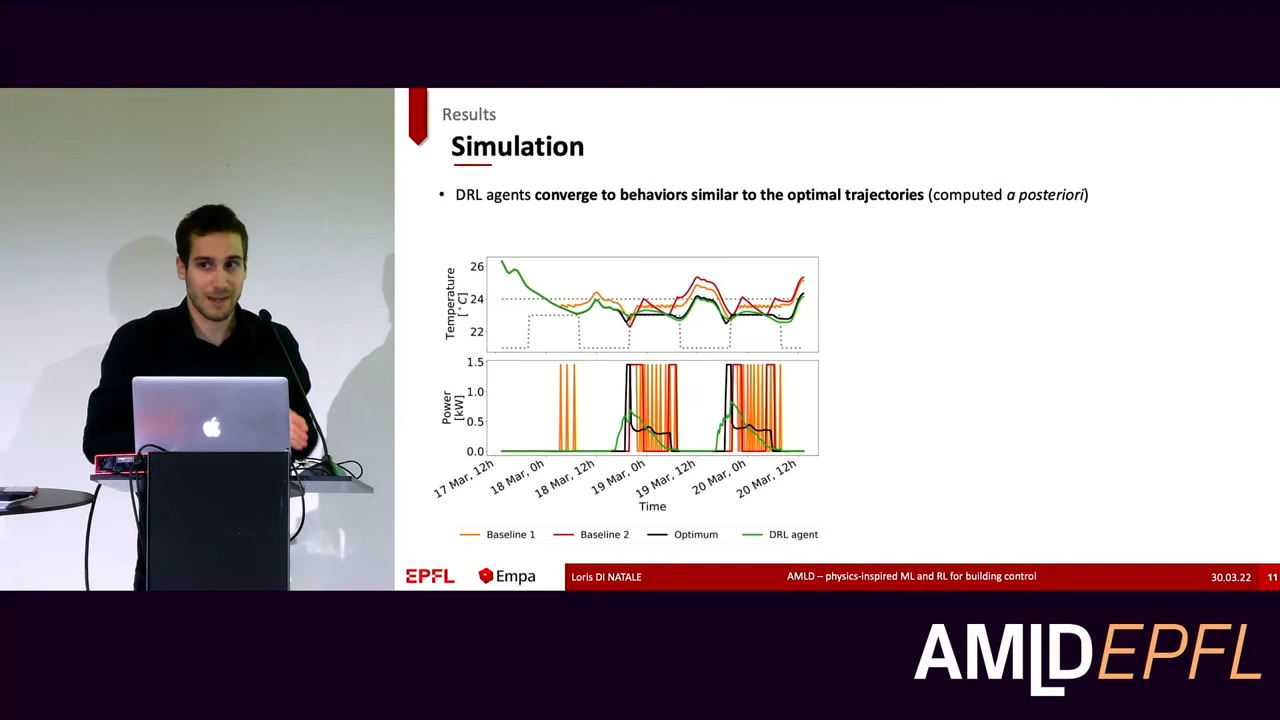 Results
Simulation
• DRL agents converge to behaviors similar to the optimal trajectories (computed a posteriori)
26
24
22
Temperature
[°C]
1.5
1.0
0.5
0.0
Power
[kW]
17 Mar, 12h
18 Mar, 0h
18 Mar, 12h
19 Mar, 0h
19 Mar, 12h
20 Mar, 0h
20 Mar, 12h
Time
Baseline 1
Baseline 2
Optimum
DRL agent
EPFL
Empa
Loris DI NATALE
AMLD – physics-inspired ML and RL for building control
30.03.22
11
AMLDEPFL